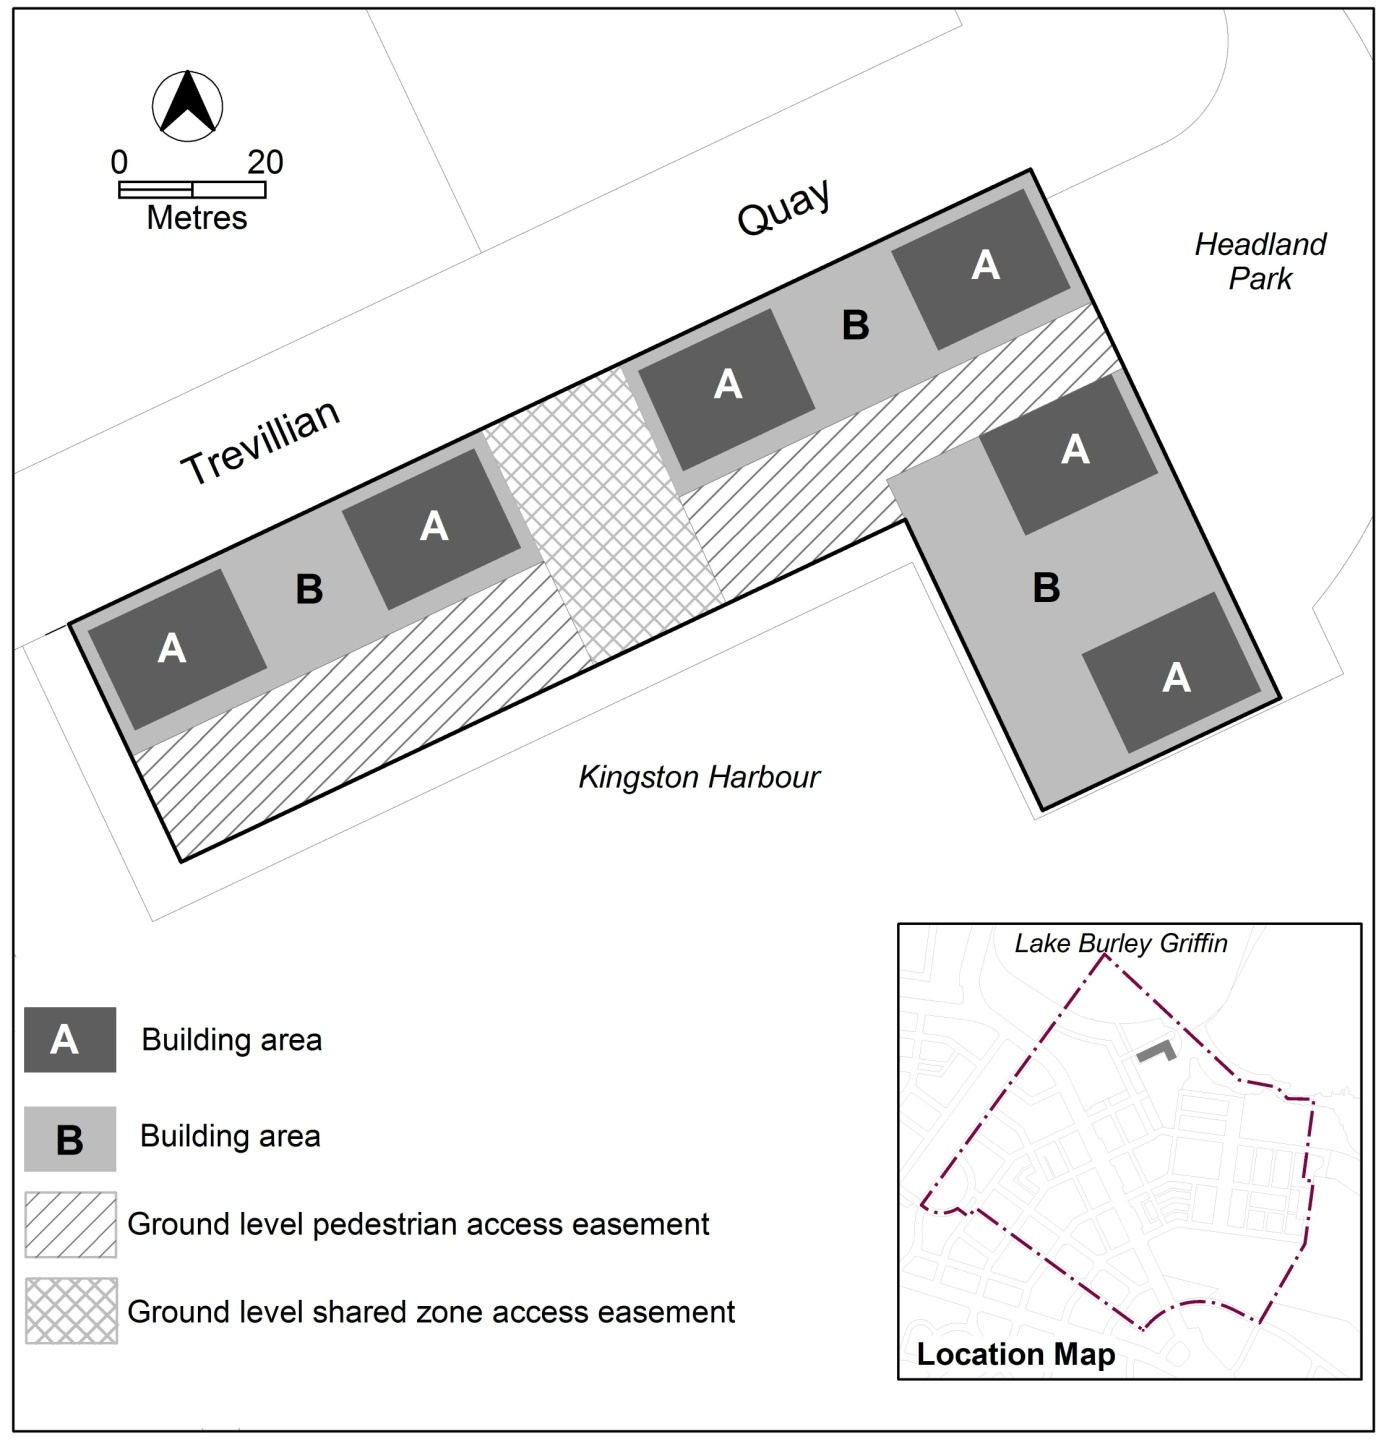 0 20
Metres
Trevillian Quay
Headland
Park
A
A
B
A
A
A
B
A
B
A
Kingston Harbour
A Building area
B Building area
Ground level pedestrian access easement
Ground level shared zone access easement
Lake Burley Griffin
Location Map